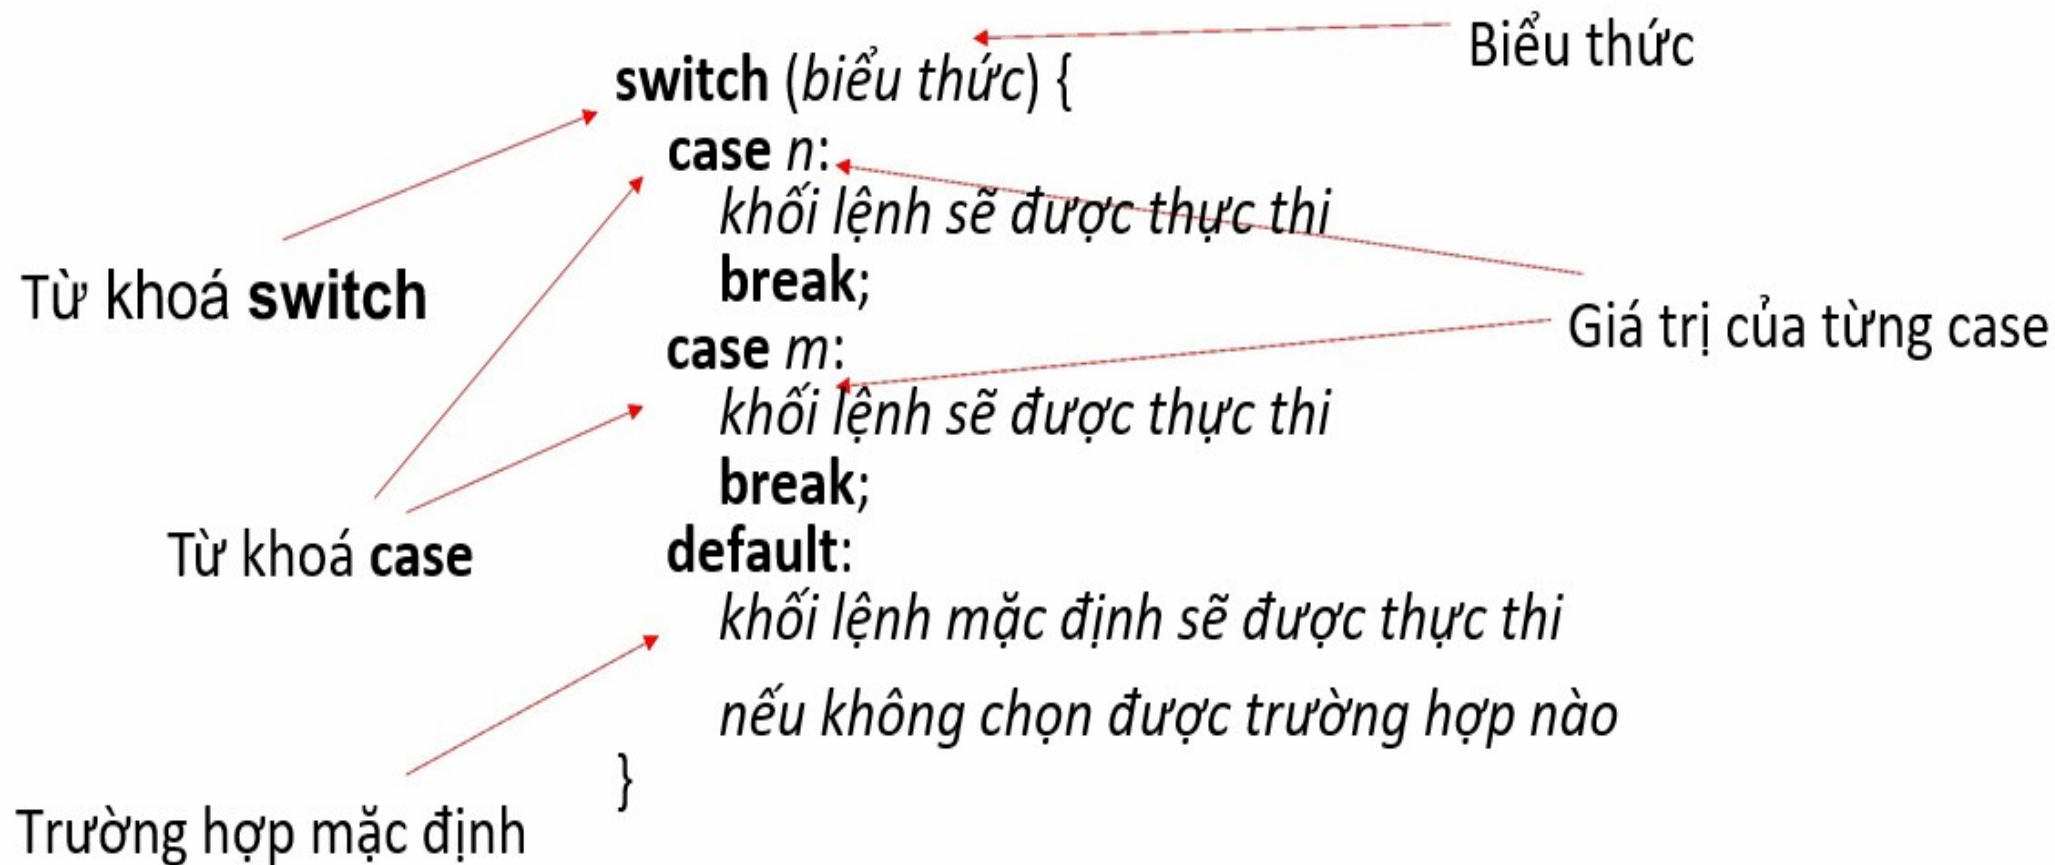 Biểu thức
switch (biểu thức) {
case n:
khối lệnh sẽ được thực thi
break;
Từ khoá switch
Giá trị của từng case
case m:
khối lệnh sẽ được thực thi
break;
Từ khoá case
default:
khối lệnh mặc định sẽ được thực thi
nếu không chọn được trường hợp nào
}
Trường hợp mặc định